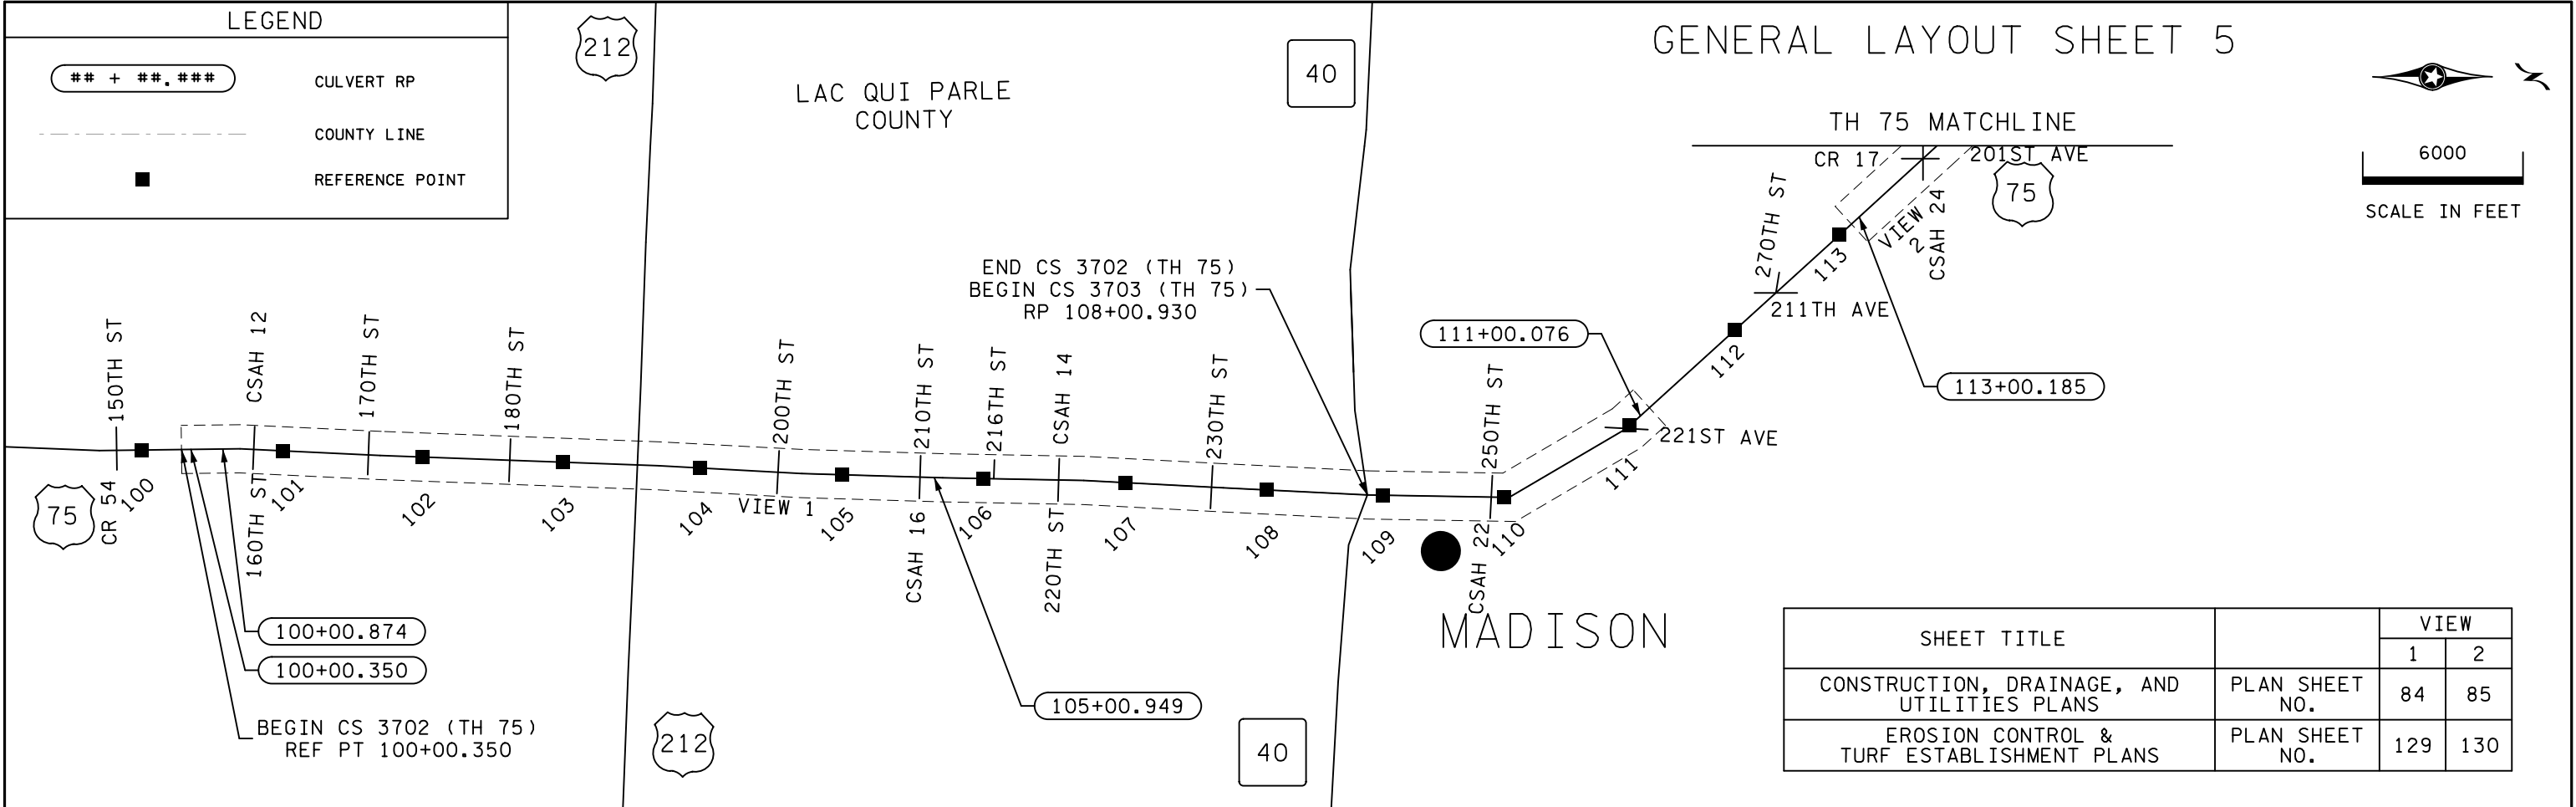 LEGEND
## + ##.###
CULVERT RP
COUNTY LINE
REFERENCE POINT
212
LAC QUI PARLE
COUNTY
40
GENERAL LAYOUT SHEET 5
6000
SCALE IN FEET
TH 75 MATCHLINE
CR 17
201ST AVE
75
CSAH 24
VIEW
2
270TH ST
113
211TH AVE
112
113+00.185
111+00.076
221ST AVE
111
END CS 3702 (TH 75)
BEGIN CS 3703 (TH 75)
RP 108+00.930
150TH ST
CSAH 12
170TH ST
180TH ST
200TH ST
210TH ST
216TH ST
CSAH 14
230TH ST
250TH ST
75
CR 54
100
160TH ST
101
102
103
104
VIEW 1
105
CSAH 16
106
220TH ST
107
108
109
CSAH 22
110
100+00.874
100+00.350
BEGIN CS 3702 (TH 75)
REF PT 100+00.350
212
105+00.949
40
MADISON
SHEET TITLE
VIEW
1 2
CONSTRUCTION, DRAINAGE, AND
UTILITIES PLANS
PLAN SHEET
NO.
84 85
EROSION CONTROL &
TURF ESTABLISHMENT PLANS
PLAN SHEET
NO.
129 130